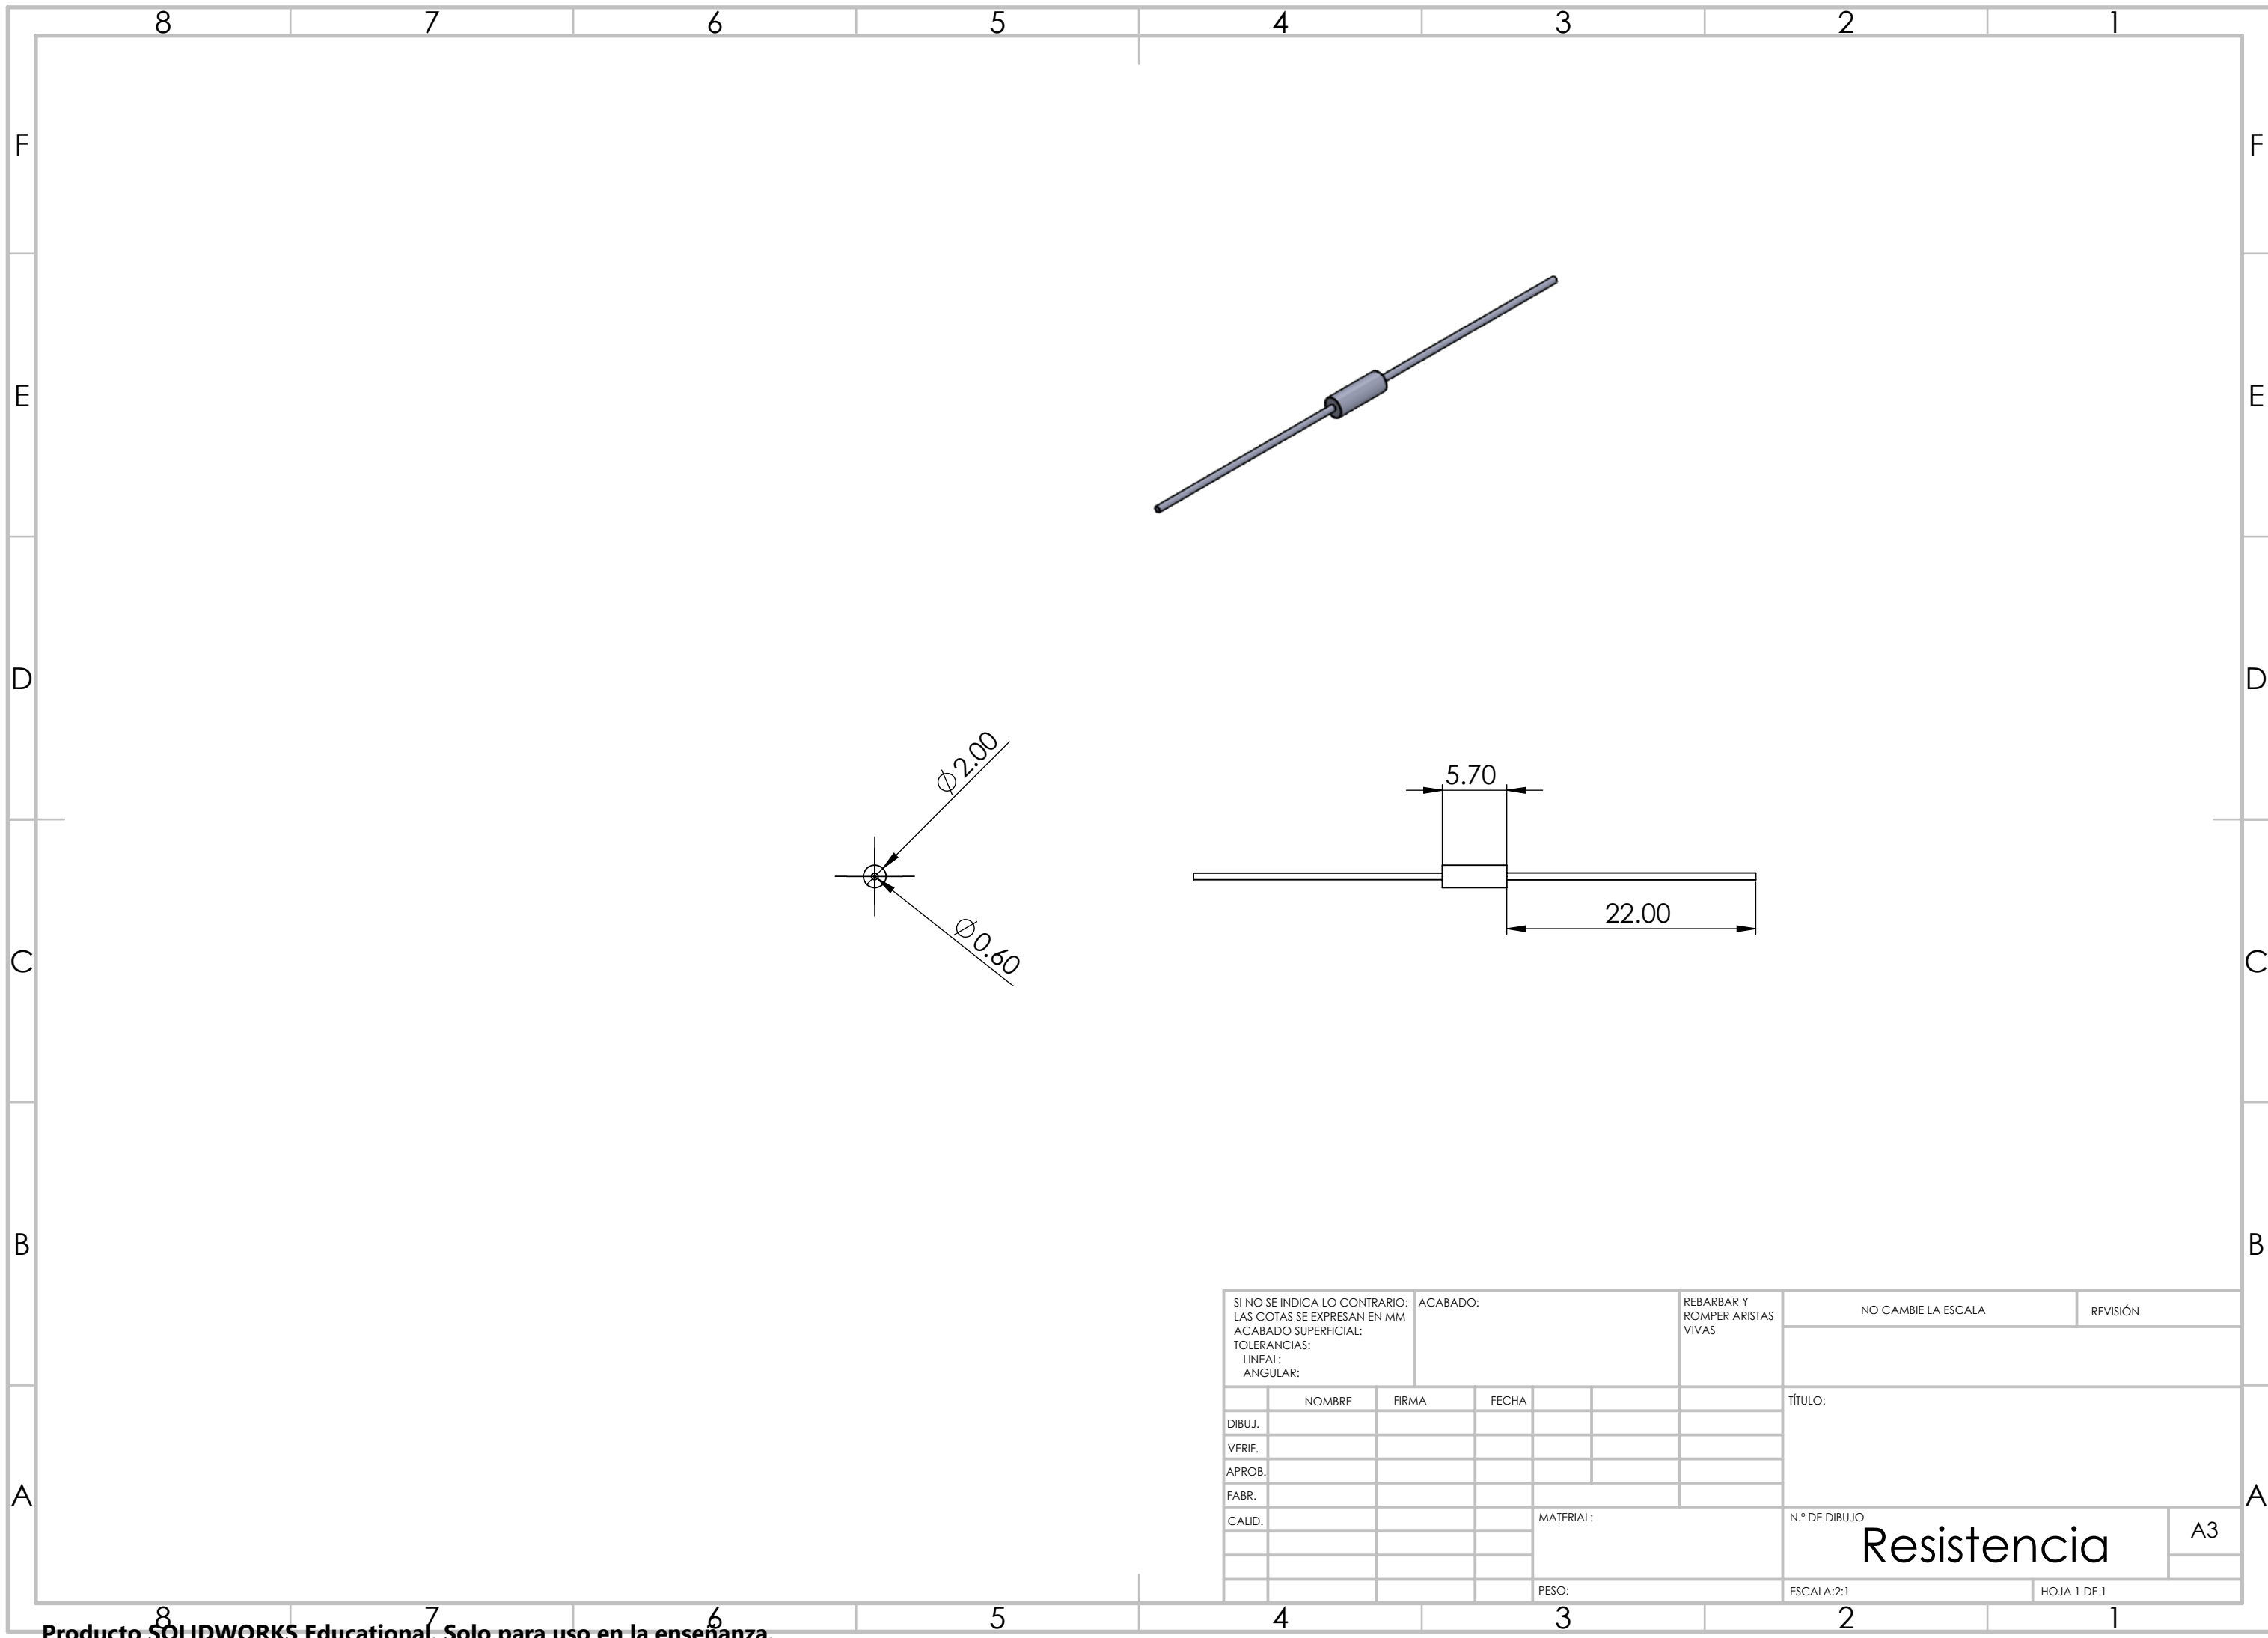 8 7 6 5 4 3 2 1
F F
E E
D D
C C
B B
A A
∅2.00
∅0.60
5.70
22.00
SI NO SE INDICA LO CONTRARIO:
LAS COTAS SE EXPRESAN EN MM
ACABADO SUPERFICIAL:
TOLERANCIAS:
LINEAL:
ANGULAR:
ACABADO:
REBARBAR Y
ROMPER ARISTAS
VIVAS
NO CAMBIE LA ESCALA
REVISIÓN
NOMBRE FIRMA FECHA
DIBUJ.
VERIF.
APROB.
FABR.
CALID.
TÍTULO:
MATERIAL:
N.º DE DIBUJO
Resistencia
A3
PESO:
ESCALA:2:1
HOJA 1 DE 1
8 7 6 5 4 3 2 1
Producto SOLIDWORKS Educational. Solo para uso en la enseñanza.